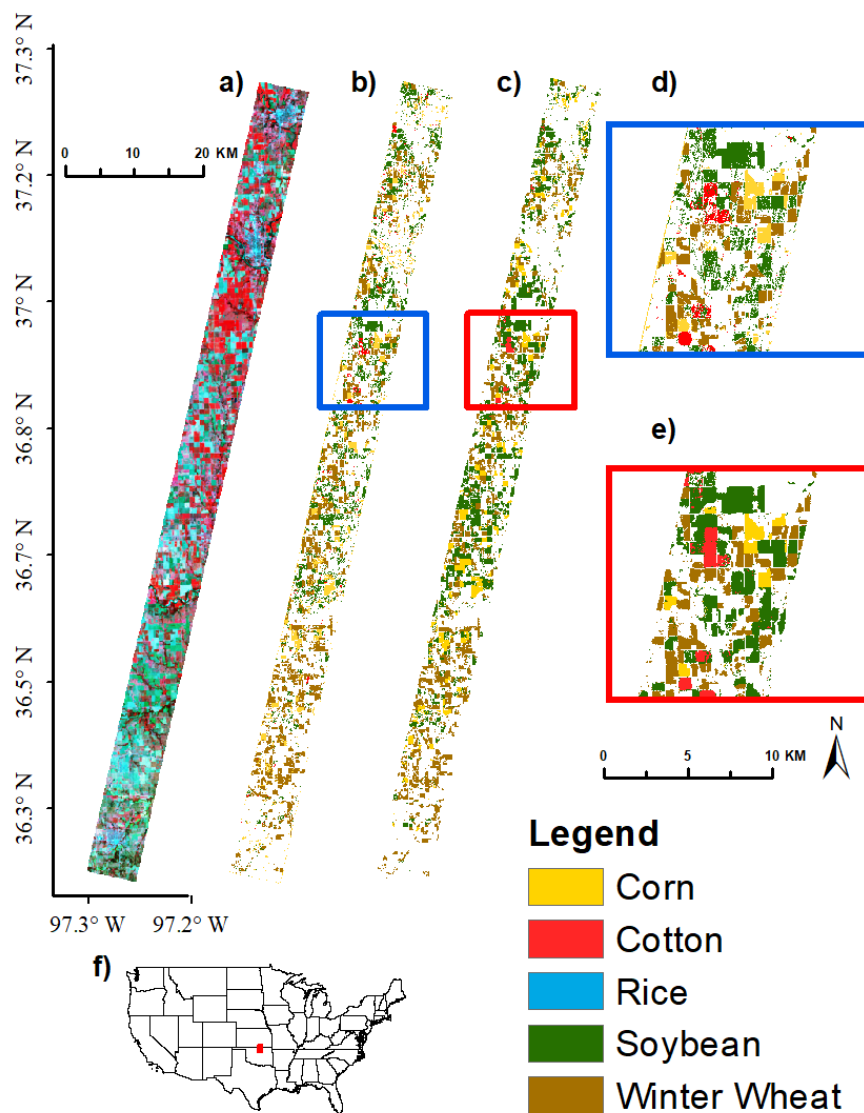 a)
b)
c)
d)
0 20 KM
37.3° N
37.2° N
37° N
36.8° N
36.7° N
36.5° N
36.3° N
97.3° W 97.2° W
e)
N
0 5 10 KM
f)
Legend
Corn
Cotton
Rice
Soybean
Winter Wheat